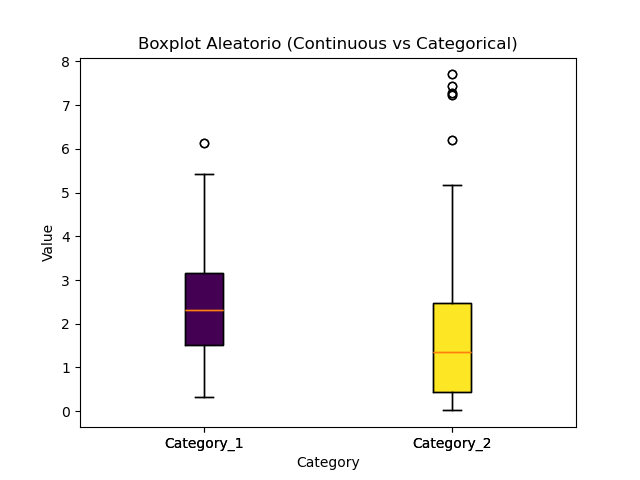 Boxplot Aleatorio (Continuous vs Categorical)
8
7
6
5
4
3
2
1
0
Value
Category_1
Category_2
Category